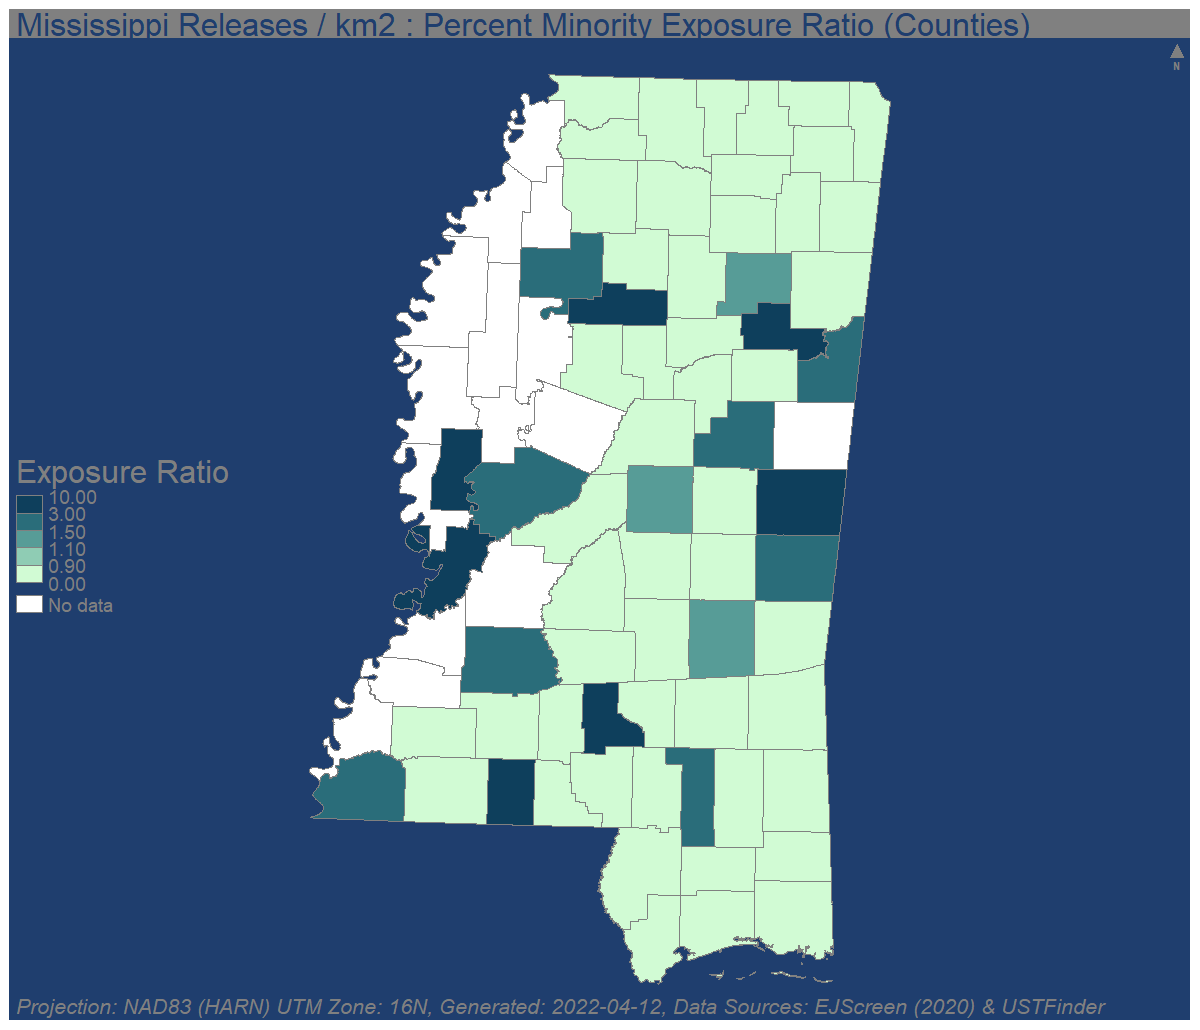 Mississippi Releases / km2 : Percent Minority Exposure Ratio (Counties)
N
Exposure Ratio
10.00
3.00
1.50
1.10
0.90
0.00
No data
Projection: NAD83 (HARN) UTM Zone: 16N, Generated: 2022-04-12, Data Sources: EJScreen (2020) & USTFinder